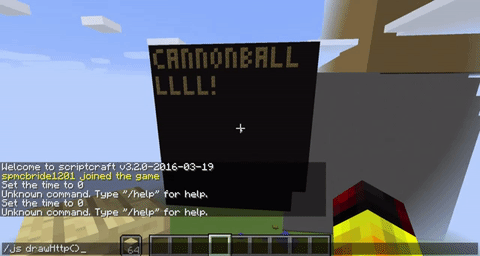 CANNONBALL
LLLL!
Welcome to scriptcraft v3.2.0-2016-03-19
spmcbride1201 joined the game
Set the time to 0
Unknown command. Type "/help" for help.
Set the time to 0
Unknown command. Type "/help" for help.
/js drawHttp()_
64